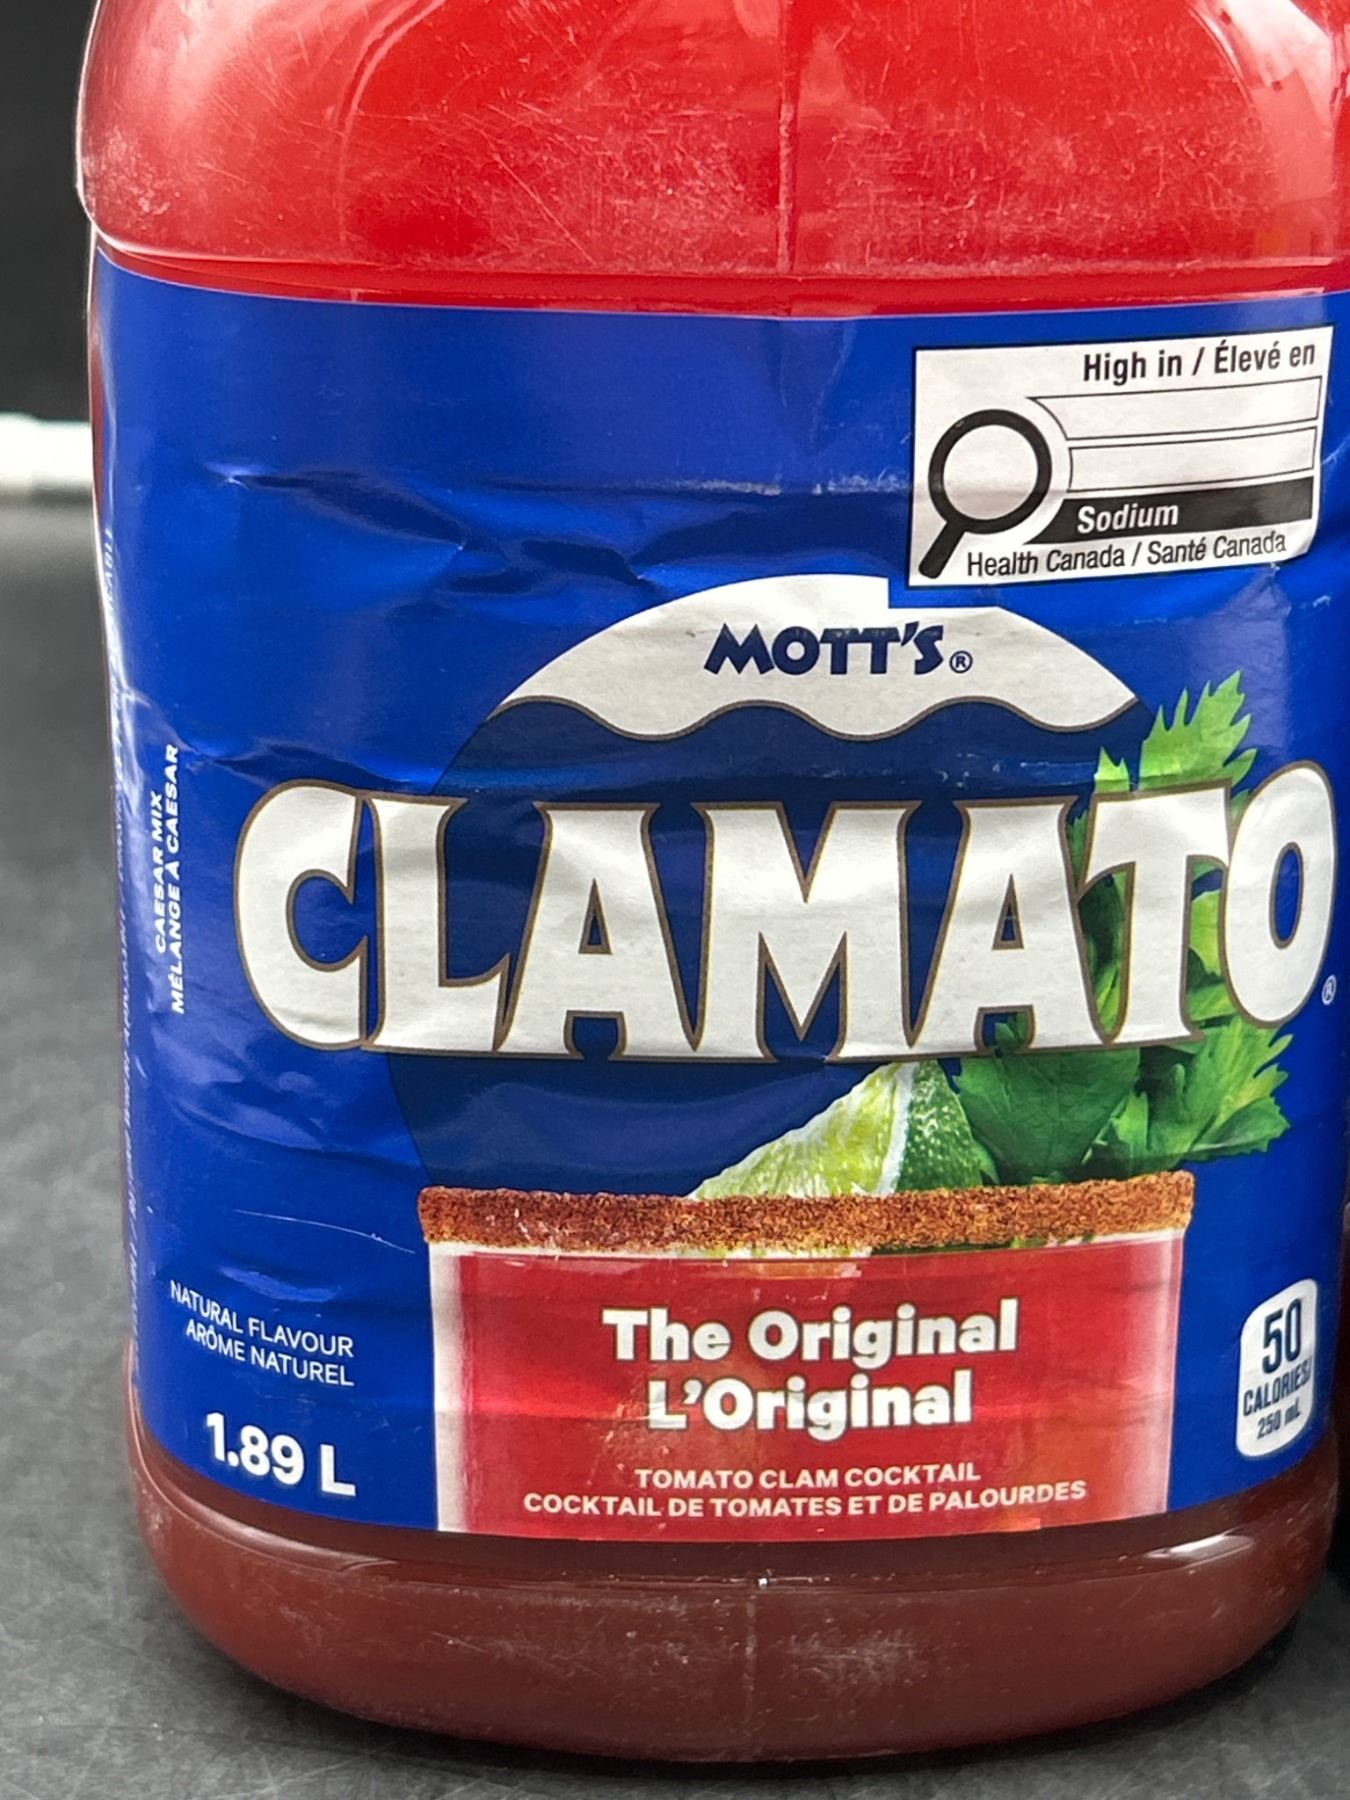 High in / Élevé en
Sodium
Health Canada / Santé Canada
MOTT'S®
CLAMATO®
CAESAR MIX
MÉLANGE À CAESAR
NATURAL FLAVOUR
ARÔME NATUREL
1.89 L
The Original
L'Original
TOMATO CLAM COCKTAIL
COCKTAIL DE TOMATES ET DE PALOURDES
50
CALORIES/
250 mL